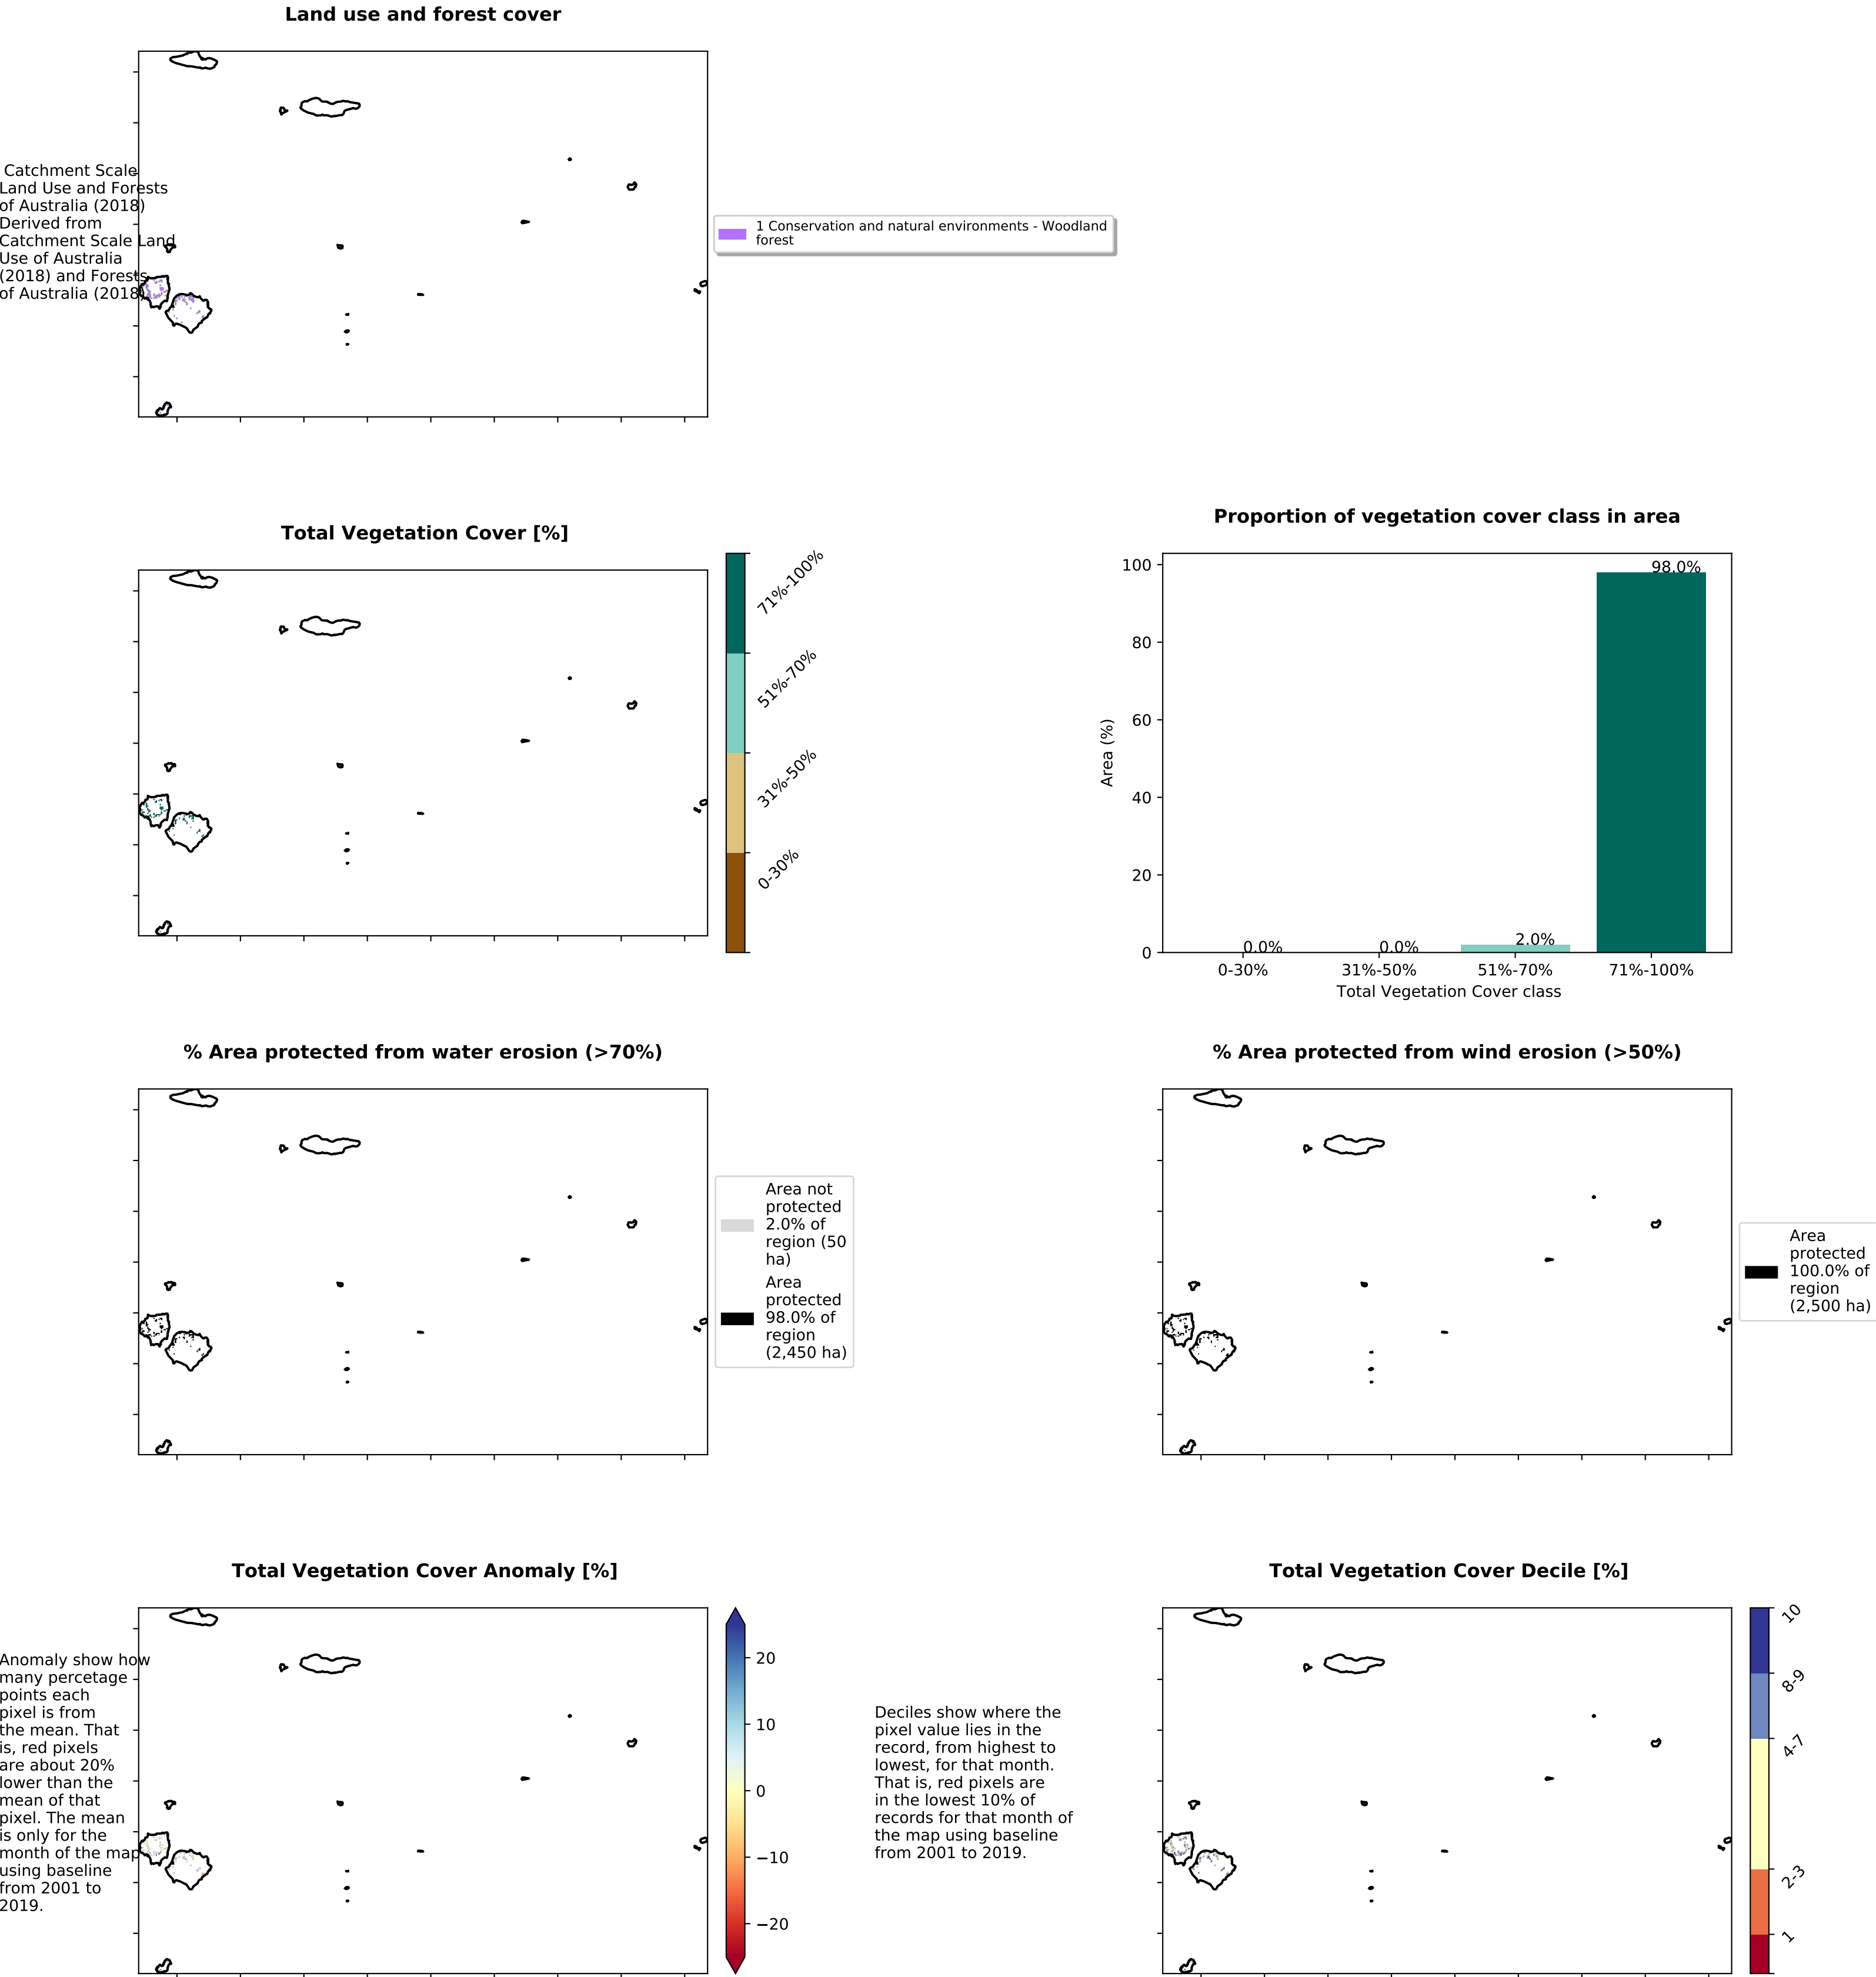 Land use and forest cover
Catchment Scale
Land Use and Forests
of Australia (2018)
Derived from
Catchment Scale Land
Use of Australia
(2018) and Forests
of Australia (2018)
1 Conservation and natural environments - Woodland
forest
Total Vegetation Cover [%]
71%-100%
51%-70%
31%-50%
0-30%
Proportion of vegetation cover class in area
100
80
60
40
20
0
Area (%)
0.0%
0.0%
2.0%
98.0%
0-30%
31%-50%
51%-70%
71%-100%
Total Vegetation Cover class
% Area protected from water erosion (>70%)
Area not
protected
2.0% of
region (50
ha)
Area
protected
98.0% of
region
(2,450 ha)
% Area protected from wind erosion (>50%)
Area
protected
100.0% of
region
(2,500 ha)
Total Vegetation Cover Anomaly [%]
Anomaly show how
many percetage
points each
pixel is from
the mean. That
is, red pixels
are about 20%
lower than the
mean of that
pixel. The mean
is only for the
month of the map
using baseline
from 2001 to
2019.
20
10
0
−10
−20
Total Vegetation Cover Decile [%]
Deciles show where the
pixel value lies in the
record, from highest to
lowest, for that month.
That is, red pixels are
in the lowest 10% of
records for that month of
the map using baseline
from 2001 to 2019.
10
8-9
4-7
2-3
1